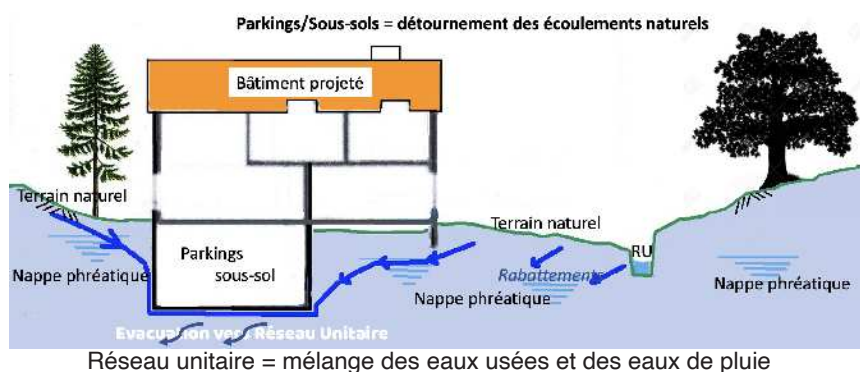 Parkings/Sous-sols = détournement des écoulements naturels
Bâtiment projeté
Terrain naturel
Terrain naturel
RU
Parkings
sous-sol
Nappe phréatique
Rabattements
Nappe phréatique
Nappe phréatique
Evacuation vers Réseau Unitaire
Réseau unitaire = mélange des eaux usées et des eaux de pluie